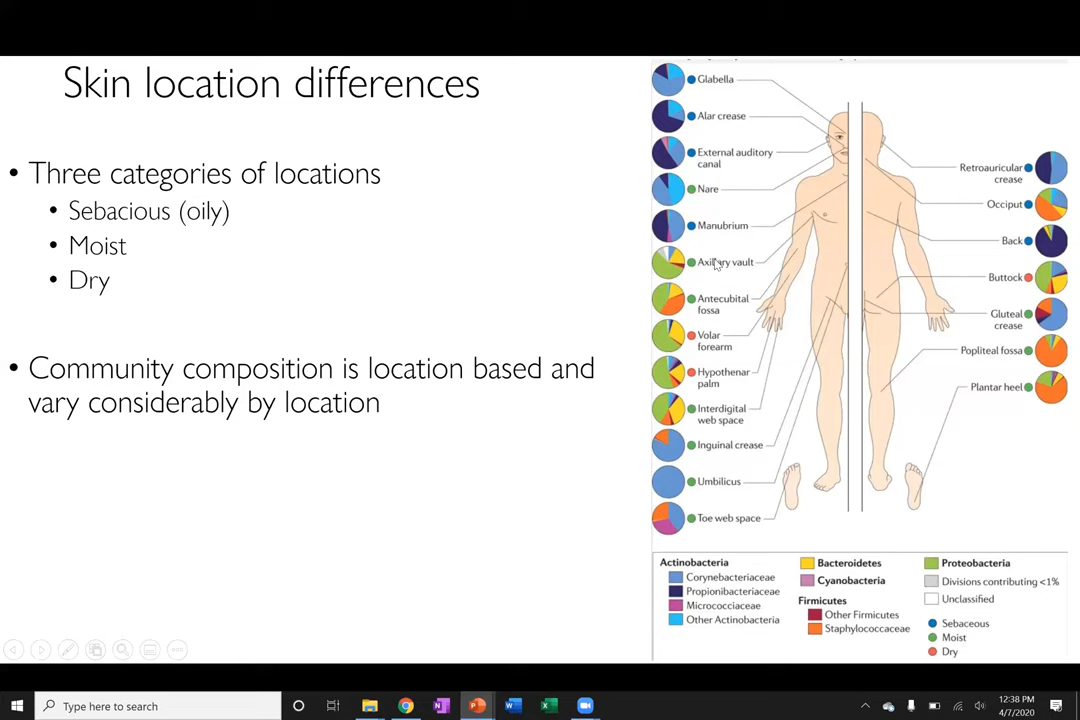 Skin location differences
• Three categories of locations
• Sebacious (oily)
• Moist
• Dry
• Community composition is location based and
vary considerably by location
Glabella
Alar crease
External auditory
canal
Nare
Manubrium
Axillary vault
Antecubital
fossa
Volar
forearm
Hypothenar
palm
Interdigital
web space
Inguinal crease
Umbilicus
Toe web space
Retroauricular
crease
Occiput
Back
Buttock
Gluteal
crease
Popliteal fossa
Plantar heel
Actinobacteria
Corynebacteriaceae
Propionibacteriaceae
Micrococciaceae
Other Actinobacteria
Bacteroidetes
Cyanobacteria
Firmicutes
Other Firmicutes
Staphylococcaceae
Proteobacteria
Divisions contributing <1%
Unclassified
Sebaceous
Moist
Dry
Type here to search
12:38 PM
4/7/2020